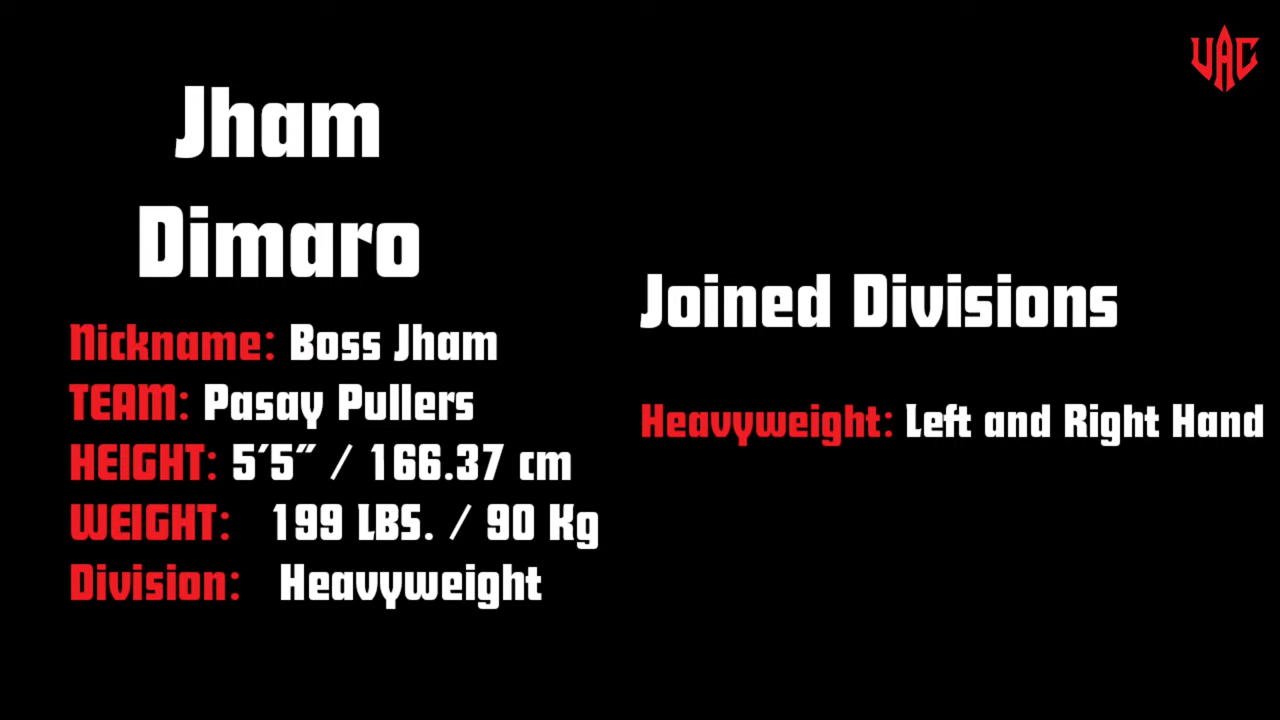 UAC
Jham
Dimaro
Nickname: Boss Jham
TEAM: Pasay Pullers
HEIGHT: 5'5" / 166.37 cm
WEIGHT: 199 LBS. / 90 Kg
Division: Heavyweight
Joined Divisions
Heavyweight: Left and Right Hand